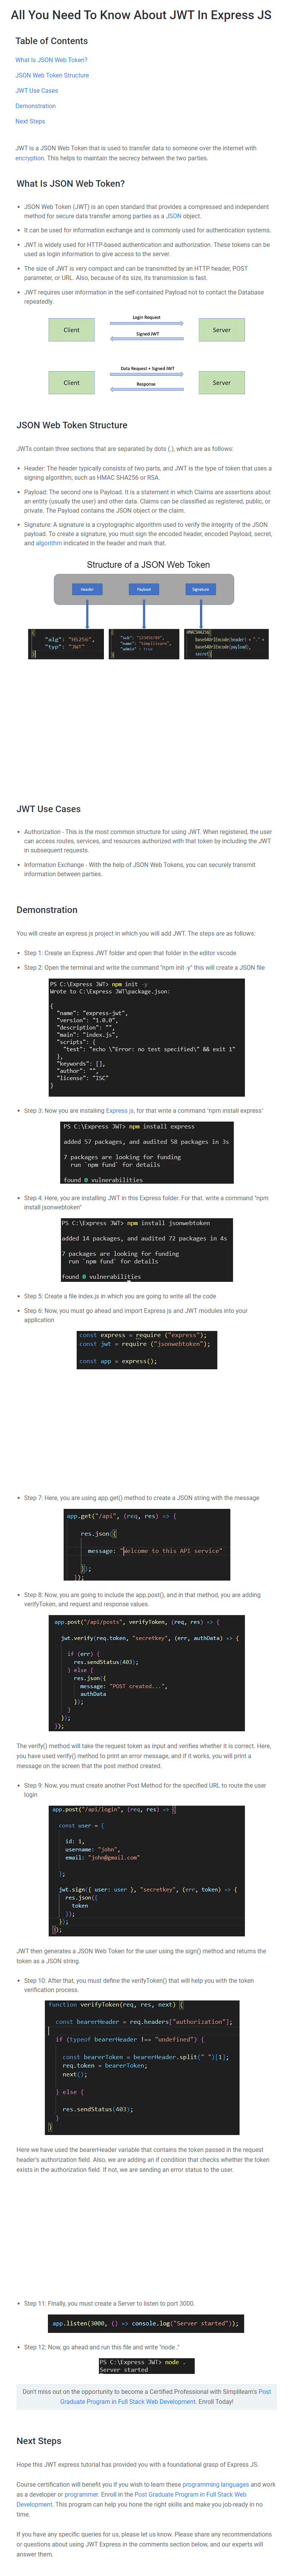 All You Need To Know About JWT In Express JS
Table of Contents
What Is JSON Web Token?
JSON Web Token Structure
JWT Use Cases
Demonstration
Next Steps
JWT is a JSON Web Token that is used to transfer data to someone over the internet with
encryption. This helps to maintain the secrecy between the two parties.
What Is JSON Web Token?
JSON Web Token (JWT) is an open standard that provides a compressed and independent
method for secure data transfer among parties as a JSON object.
It can be used for information exchange and is commonly used for authentication systems.
JWT is widely used for HTTP-based authentication and authorization. These tokens can be
used as login information to give access to the server.
The size of JWT is very compact and can be transmitted by an HTTP header, POST
parameter, or URL. Also, because of its size, its transmission is fast.
JWT requires user information in the self-contained Payload not to contact the Database
repeatedly.
Login Request
Client
Server
Signed JWT
Data Request + Signed JWT
Client
Server
Response
JSON Web Token Structure
JWTs contain three sections that are separated by dots (.), which are as follows:
Header: The header typically consists of two parts, and JWT is the type of token that uses a
signing algorithm, such as HMAC SHA256 or RSA.
Payload: The second one is Payload. It is a statement in which Claims are assertions about
an entity (usually the user) and other data. Claims can be classified as registered, public, or
private. The Payload contains the JSON object or the claim.
Signature: A signature is a cryptographic algorithm used to verify the integrity of the JSON
payload. To create a signature, you must sign the encoded header, encoded Payload, secret,
and algorithm indicated in the header and mark that.
Structure of a JSON Web Token
Header
Payload
Signature
{
"alg": "HS256",
"typ": "JWT"
}
{
"sub": "123456789",
"name": "simplilearn",
"admin" : true
}
HMACSHA256(
base64UrlEncode(header) + "." +
base64UrlEncode(payload),
secret)
JWT Use Cases
Authorization - This is the most common structure for using JWT. When registered, the user
can access routes, services, and resources authorized with that token by including the JWT
in subsequent requests.
Information Exchange - With the help of JSON Web Tokens, you can securely transmit
information between parties.
Demonstration
You will create an express js project in which you will add JWT. The steps are as follows:
Step 1: Create an Express JWT folder and open that folder in the editor vscode
Step 2: Open the terminal and write the command "npm init -y" this will create a JSON file
PS C:\Express JWT> npm init -y
Wrote to C:\Express JWT\package.json:
{
"name": "express-jwt",
"version": "1.0.0",
"description": "",
"main": "index.js",
"scripts": {
"test": "echo \"Error: no test specified\" && exit 1"
},
"keywords": [],
"author": "",
"license": "ISC"
}
Step 3: Now you are installing Express js, for that write a command "npm install express"
PS C:\Express JWT> npm install express
added 57 packages, and audited 58 packages in 3s
7 packages are looking for funding
run `npm fund` for details
found 0 vulnerabilities
Step 4: Here, you are installing JWT in this Express folder. For that. write a command "npm
install jsonwebtoken"
PS C:\Express JWT> npm install jsonwebtoken
added 14 packages, and audited 72 packages in 4s
7 packages are looking for funding
run `npm fund` for details
found 0 vulnerabilities
Step 5: Create a file index.js in which you are going to write all the code
Step 6: Now, you must go ahead and import Express js and JWT modules into your
application
const express = require ("express");
const jwt = require ("jsonwebtoken");
const app = express();
Step 7: Here, you are using app.get() method to create a JSON string with the message
app.get("/api", (req, res) => {
res.json({
message: "Welcome to this API service"
});
});
Step 8: Now, you are going to include the app.post(), and in that method, you are adding
verifyToken, and request and response values.
app.post("/api/posts", verifyToken, (req, res) => {
jwt.verify(req.token, "secretkey", (err, authData) => {
if (err) {
res.sendStatus(403);
} else {
res.json({
message: "POST created...",
authData
});
}
});
});
The verify() method will take the request token as input and verifies whether it is correct. Here,
you have used verify() method to print an error message, and if it works, you will print a
message on the screen that the post method created.
Step 9: Now, you must create another Post Method for the specified URL to route the user
login
app.post("/api/login", (req, res) => {
const user = {
id: 1,
username: "john",
email: "john@gmail.com"
};
jwt.sign({ user: user }, "secretkey", (err, token) => {
res.json({
token
});
});
});
JWT then generates a JSON Web Token for the user using the sign() method and returns the
token as a JSON string.
Step 10: After that, you must define the verifyToken() that will help you with the token
verification process.
function verifyToken(req, res, next) {
const bearerHeader = req.headers["authorization"];
if (typeof bearerHeader !== "undefined") {
const bearerToken = bearerHeader.split(" ")[1];
req.token = bearerToken;
next();
} else {
res.sendStatus(403);
}
}
Here we have used the bearerHeader variable that contains the token passed in the request
header's authorization field. Also, we are adding an if condition that checks whether the token
exists in the authorization field. If not, we are sending an error status to the user.
Step 11: Finally, you must create a Server to listen to port 3000.
app.listen(3000, () => console.log("Server started"));
Step 12: Now, go ahead and run this file and write "node ."
PS C:\Express JWT> node .
Server started
Don't miss out on the opportunity to become a Certified Professional with Simplilearn's Post
Graduate Program in Full Stack Web Development. Enroll Today!
Next Steps
Hope this JWT express tutorial has provided you with a foundational grasp of Express JS.
Course certification will benefit you if you wish to learn these programming languages and work
as a developer or programmer. Enroll in the Post Graduate Program in Full Stack Web
Development. This program can help you hone the right skills and make you job-ready in no
time.
If you have any specific queries for us, please let us know. Please share any recommendations
or questions about using JWT Express in the comments section below, and our experts will
answer them.